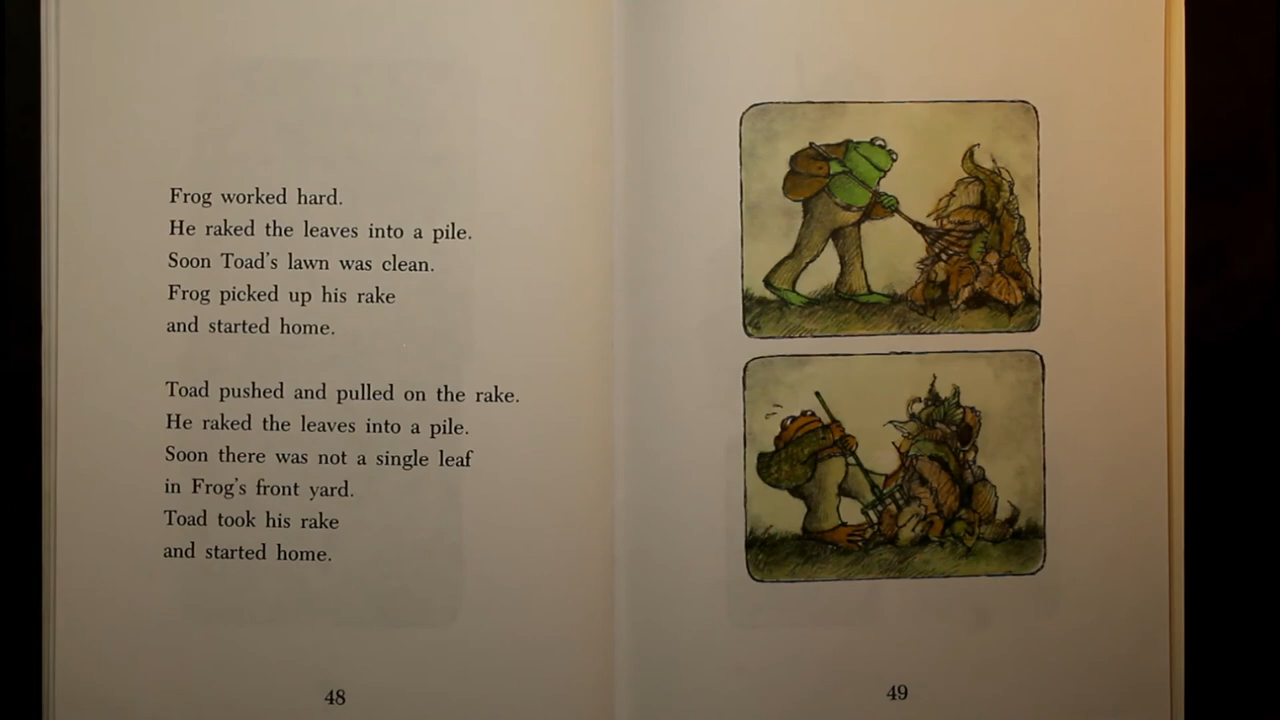 Frog worked hard.
He raked the leaves into a pile.
Soon Toad's lawn was clean.
Frog picked up his rake
and started home.
Toad pushed and pulled on the rake.
He raked the leaves into a pile.
Soon there was not a single leaf
in Frog's front yard.
Toad took his rake
and started home.
48
49